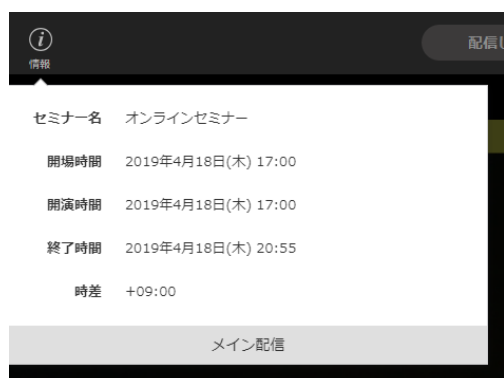 情報
配信し
セミナー名 オンラインセミナー
開場時間 2019年4月18日(木) 17:00
開演時間 2019年4月18日(木) 17:00
終了時間 2019年4月18日(木) 20:55
時差 +09:00
メイン配信